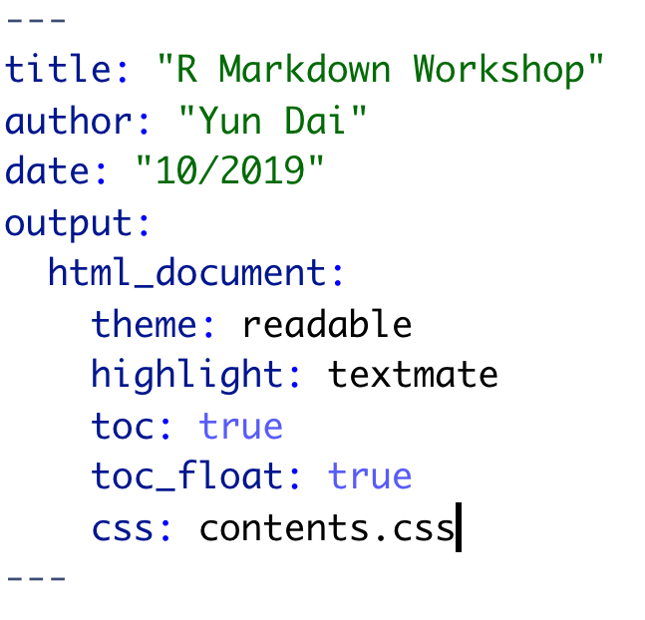 ---
title: "R Markdown Workshop"
author: "Yun Dai"
date: "10/2019"
output:
  html_document:
    theme: readable
    highlight: textmate
    toc: true
    toc_float: true
    css: contents.css
---